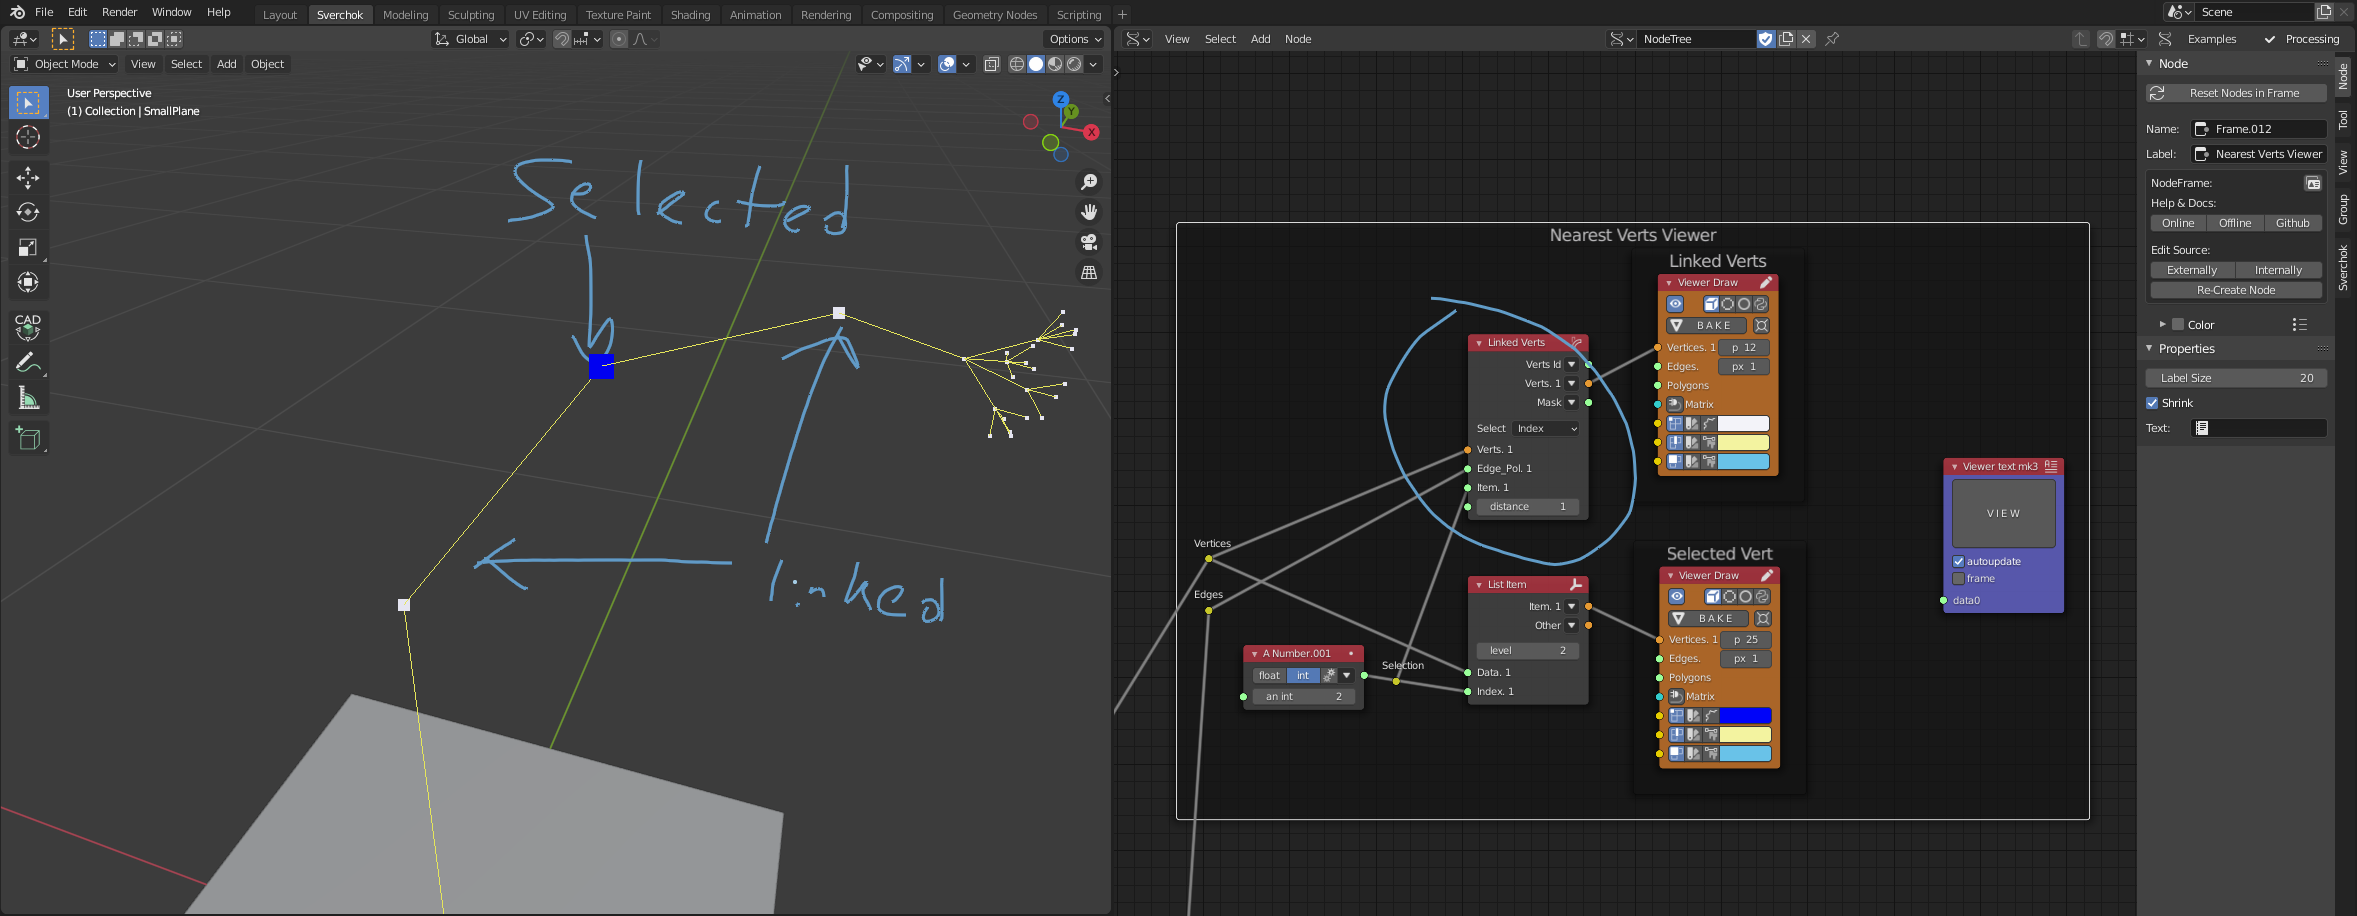 File Edit Render Window Help Layout Sverchok Modeling Sculpting UV Editing Texture Paint Shading Animation Rendering Compositing Geometry Nodes Scripting + Scene
Global Options
Object Mode View Select Add Object
User Perspective
(1) Collection | SmallPlane
Z
Y
X
CAD
Selected
linked
View Select Add Node NodeTree Examples Processing
Nearest Verts Viewer
Linked Verts
Viewer Draw
BAKE
Vertices. 1 p 12
Edges. px 1
Polygons
Matrix
Linked Verts
Verts Id
Verts. 1
Mask
Select Index
Verts. 1
Edge_Pol. 1
Item. 1
distance 1
Vertices
Edges
A Number.001
float int
an int 2
Selection
List Item
Item. 1
Other
level 2
Data. 1
Index. 1
Selected Vert
Viewer Draw
BAKE
Vertices. 1 p 25
Edges. px 1
Polygons
Matrix
Viewer text mk3
VIEW
autoupdate
frame
data0
Node
Reset Nodes in Frame
Name: Frame.012
Label: Nearest Verts Viewer
NodeFrame:
Help & Docs:
Online Offline Github
Edit Source:
Externally Internally
Re-Create Node
Color
Properties
Label Size 20
Shrink
Text:
Node
Tool
View
Group
Sverchok